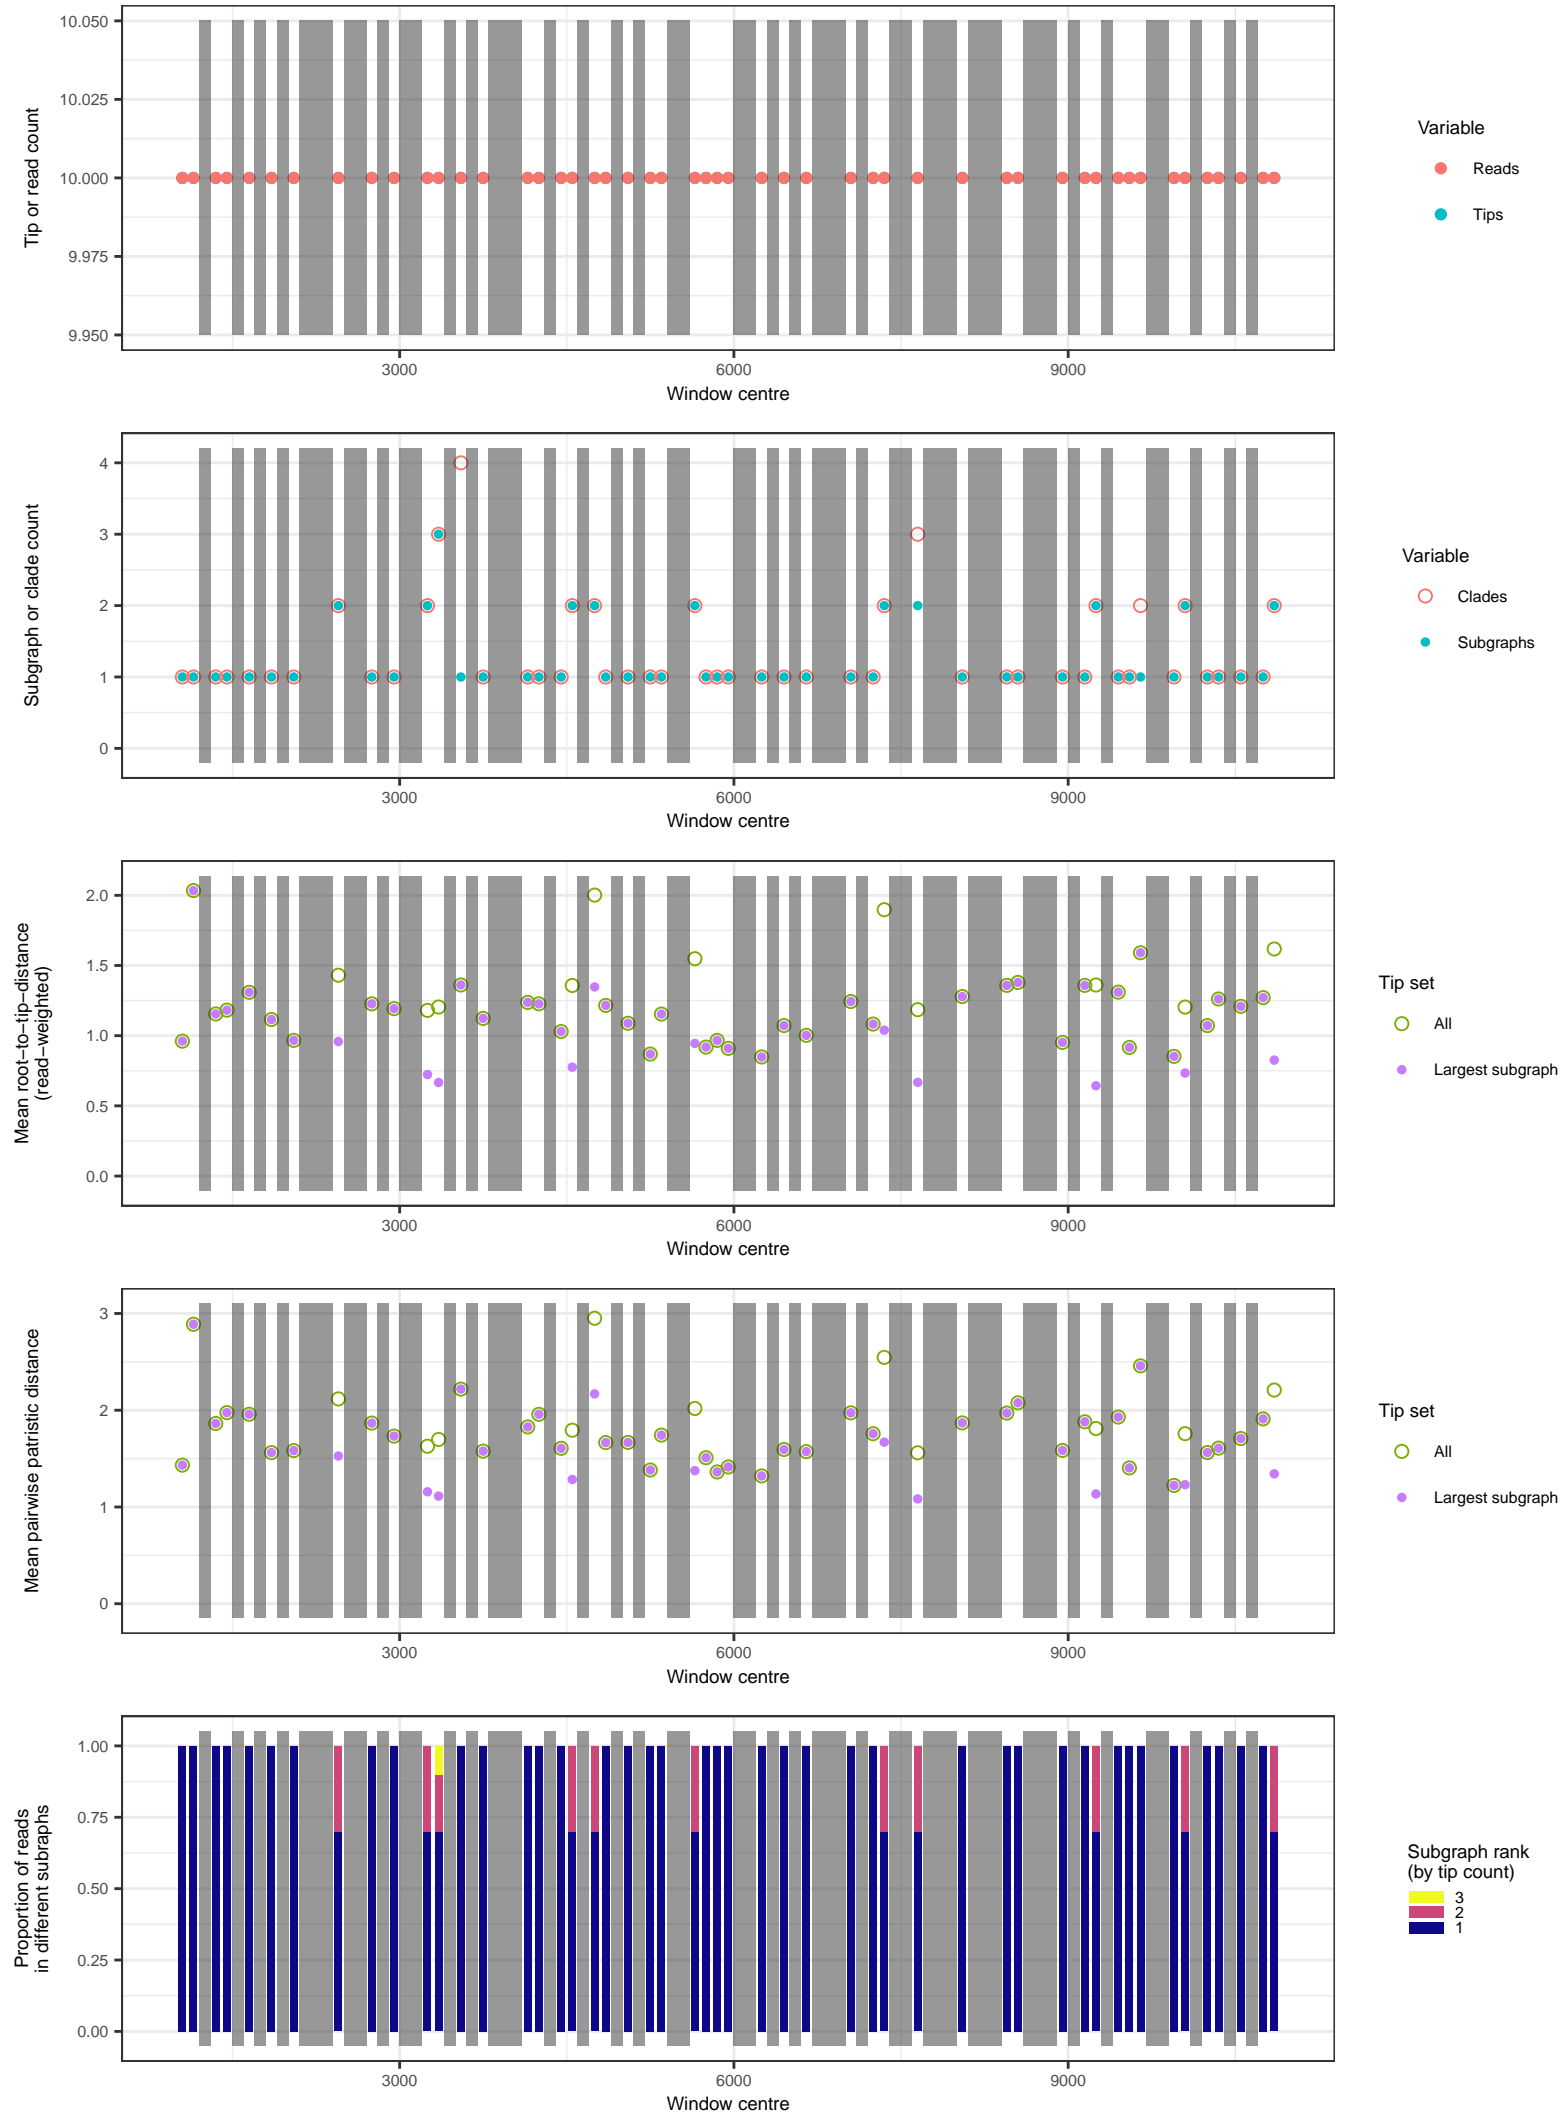 10.050
10.025
10.000
9.975
9.950
Tip or read count
3000
6000
9000
Window centre
Variable
Reads
Tips
4
3
2
1
0
Subgraph or clade count
3000
6000
9000
Window centre
Variable
Clades
Subgraphs
2.0
1.5
1.0
0.5
0.0
Mean root−to−tip−distance
(read−weighted)
3000
6000
9000
Window centre
Tip set
All
Largest subgraph
3
2
1
0
Mean pairwise patristic distance
3000
6000
9000
Window centre
Tip set
All
Largest subgraph
1.00
0.75
0.50
0.25
0.00
Proportion of reads
in different subraphs
3000
6000
9000
Window centre
Subgraph rank
(by tip count)
3
2
1